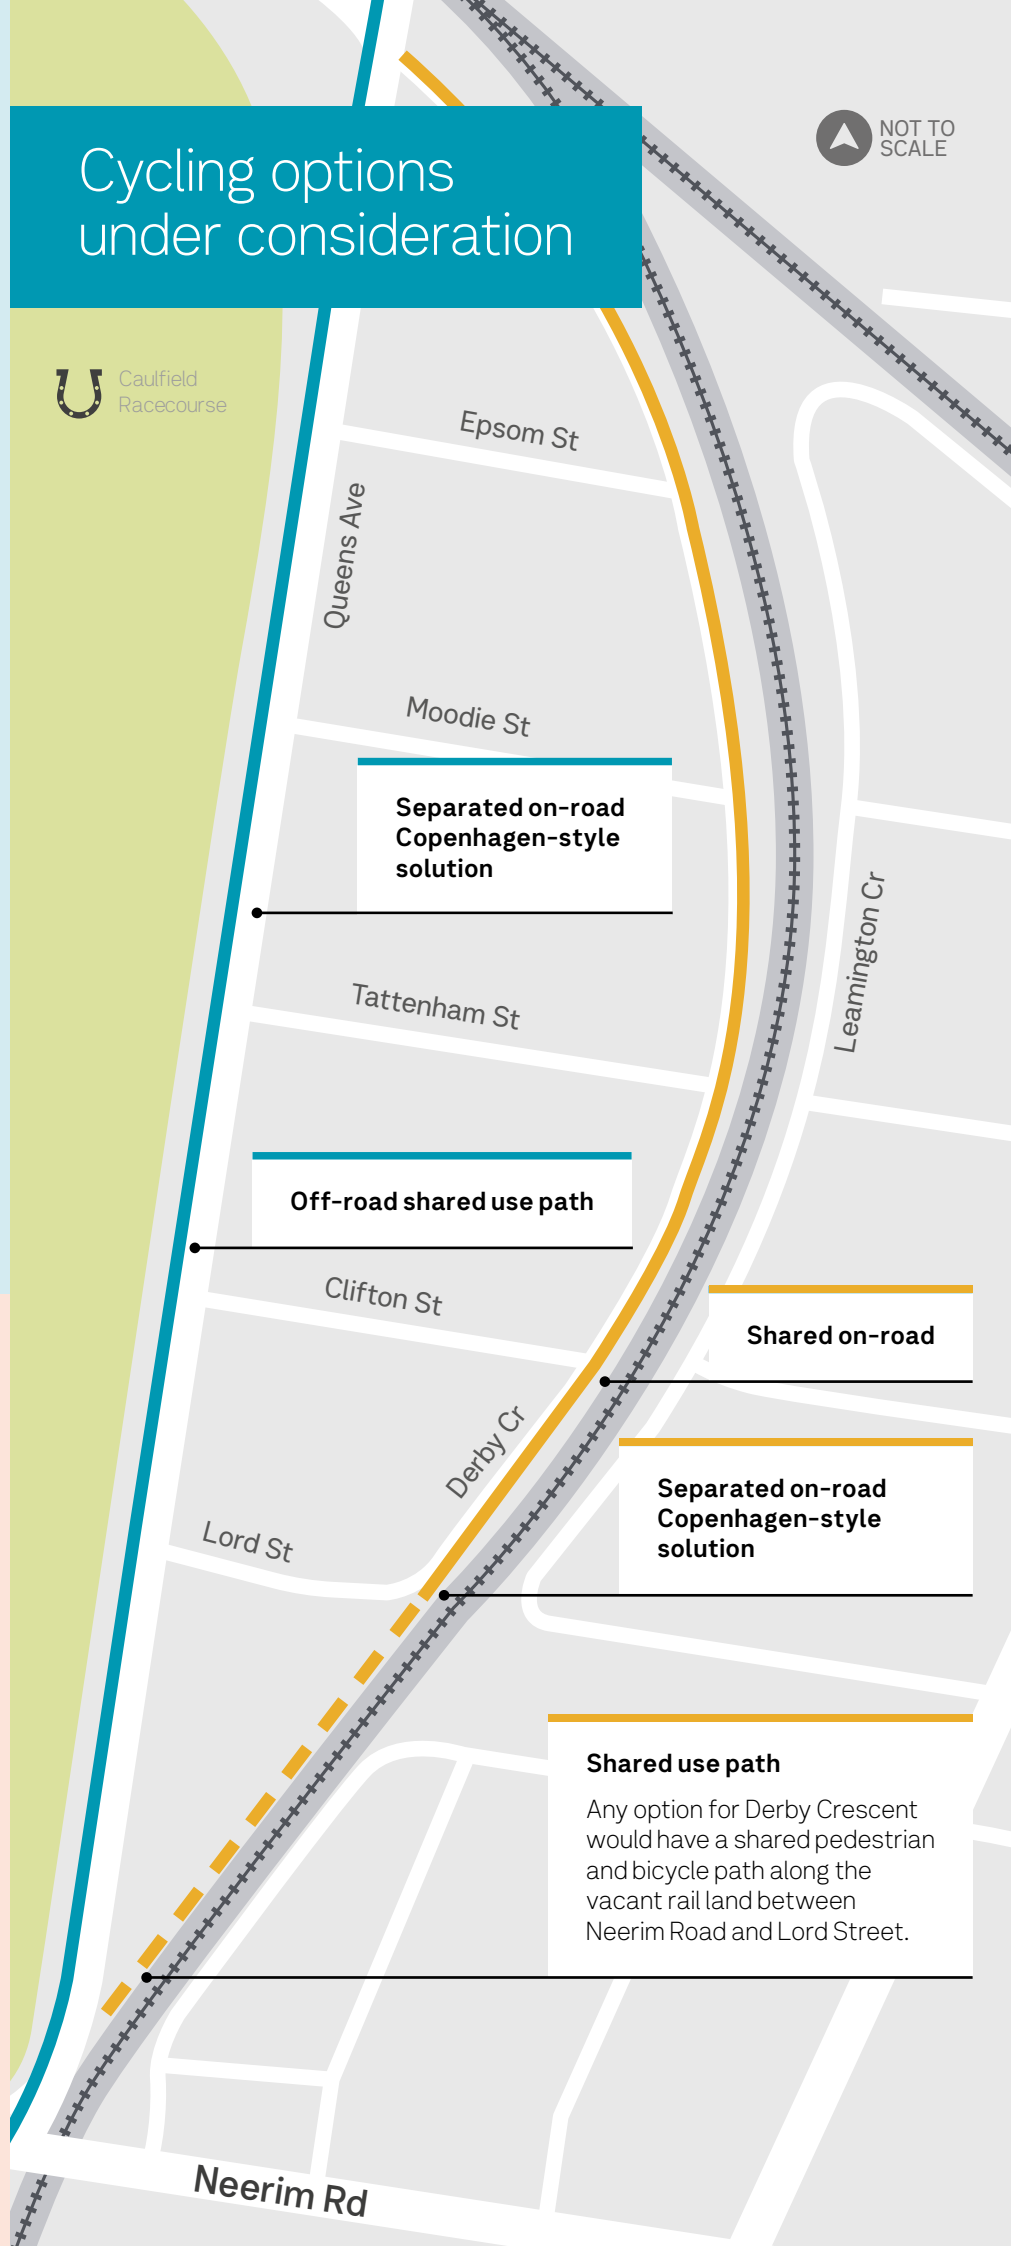 Cycling options
under consideration
NOT TO
SCALE
Caulfield
Racecourse
Epsom St
Queens Ave
Moodie St
Separated on-road
Copenhagen-style
solution
Leamington Cr
Tattenham St
Off-road shared use path
Clifton St
Shared on-road
Derby Cr
Separated on-road
Copenhagen-style
solution
Lord St
Shared use path
Any option for Derby Crescent
would have a shared pedestrian
and bicycle path along the
vacant rail land between
Neerim Road and Lord Street.
Neerim Rd